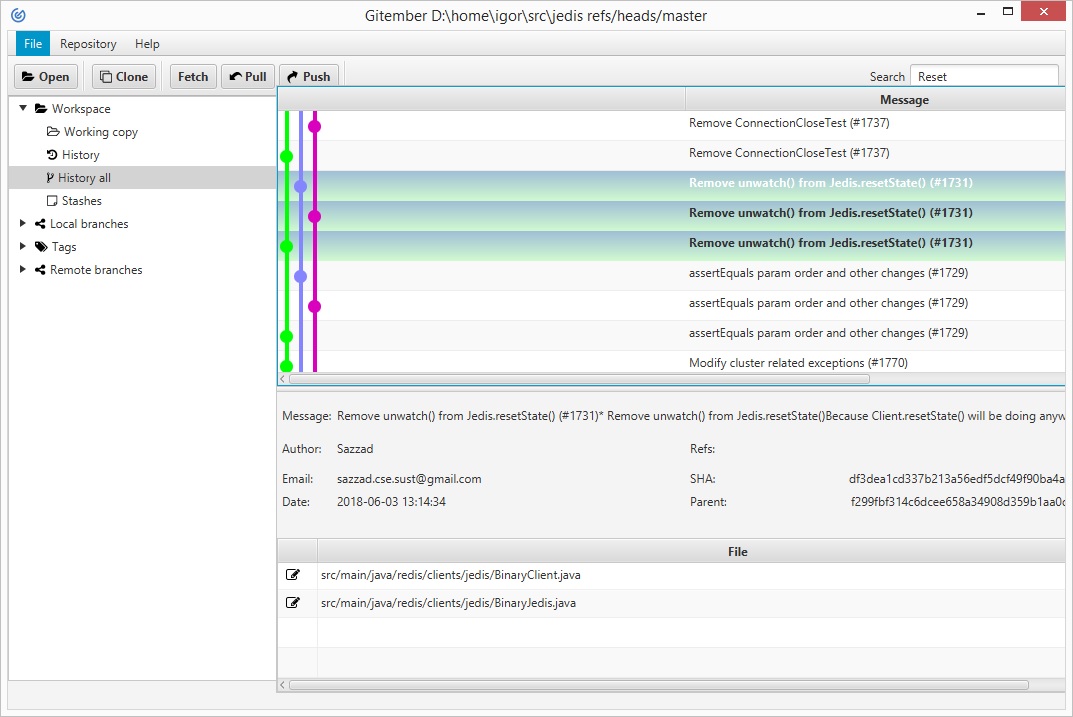 Gitember D:\home\igor\src\jedis refs/heads/master
File Repository Help
Open Clone Fetch Pull Push Search Reset
Workspace
Working copy
History
History all
Stashes
Local branches
Tags
Remote branches
Message
Remove ConnectionCloseTest (#1737)
Remove ConnectionCloseTest (#1737)
Remove unwatch() from Jedis.resetState() (#1731)
Remove unwatch() from Jedis.resetState() (#1731)
Remove unwatch() from Jedis.resetState() (#1731)
assertEquals param order and other changes (#1729)
assertEquals param order and other changes (#1729)
assertEquals param order and other changes (#1729)
Modify cluster related exceptions (#1770)
Message: Remove unwatch() from Jedis.resetState() (#1731)* Remove unwatch() from Jedis.resetState()Because Client.resetState() will be doing anyw
Author: Sazzad Refs:
Email: sazzad.cse.sust@gmail.com SHA: df3dea1cd337b213a56edf5dcf49f90ba4a
Date: 2018-06-03 13:14:34 Parent: f299fbf314c6dcee658a34908d359b1aa0c
File
src/main/java/redis/clients/jedis/BinaryClient.java
src/main/java/redis/clients/jedis/BinaryJedis.java